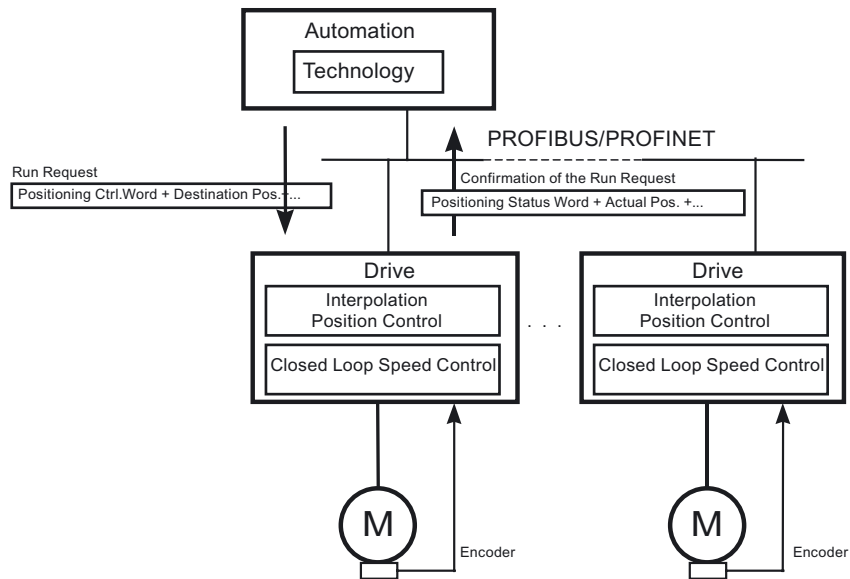 Automation
Technology
PROFIBUS/PROFINET
Run Request
Positioning Ctrl.Word + Destination Pos.+...
Confirmation of the Run Request
Positioning Status Word + Actual Pos. +...
Drive
Interpolation
Position Control
Closed Loop Speed Control
. . .
Drive
Interpolation
Position Control
Closed Loop Speed Control
M
Encoder
M
Encoder